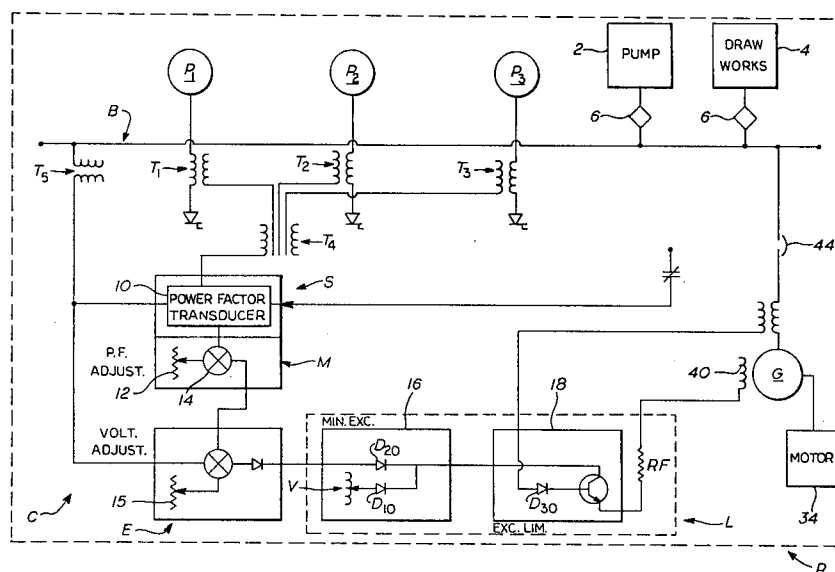 P1
P2
P3
2
PUMP
DRAW
WORKS
4
B
6
6
T5
T1
T2
T3
T4
44
10
S
POWER FACTOR
TRANSDUCER
P.F.
ADJUST.
12
14
M
40
G
16
18
MIN. EXC.
VOLT.
ADJUST.
D20
V
D10
D30
RF
MOTOR
15
C
E
EXC. LIM.
L
34
R